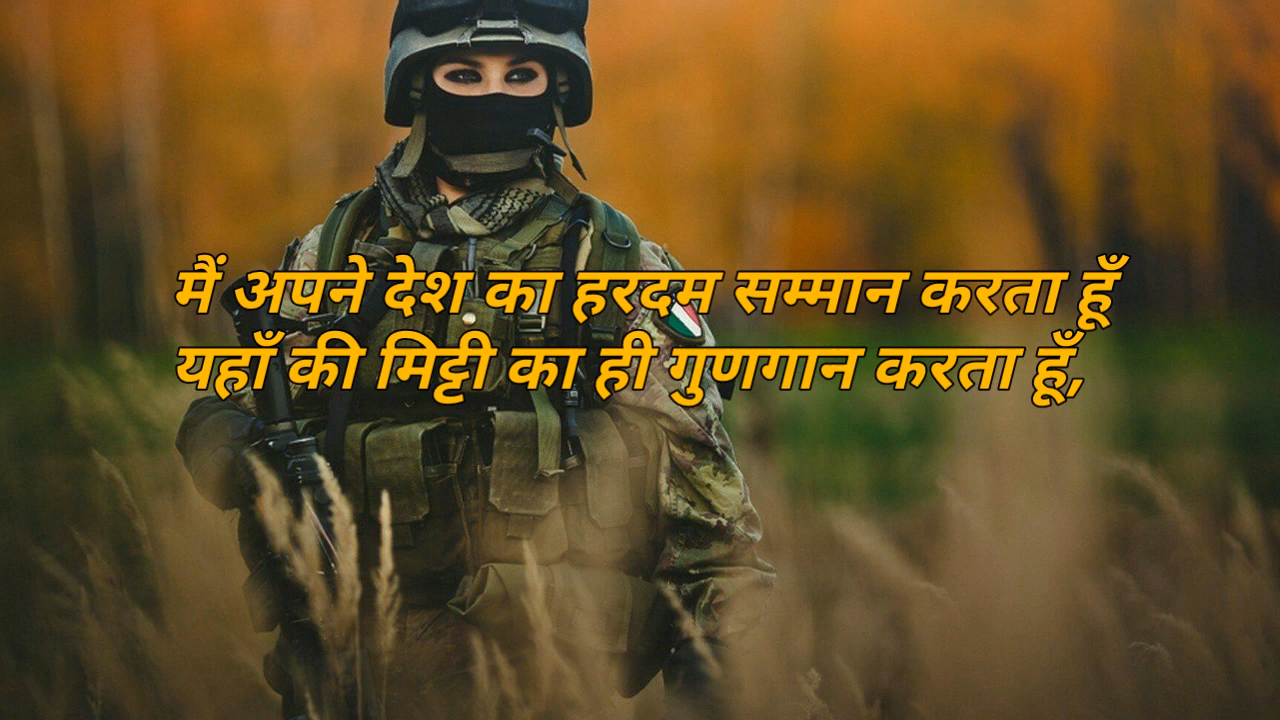 मैं अपने देश का हरदम सम्मान करता हूँ
यहाँ की मिट्टी का ही गुणगान करता हूँ,